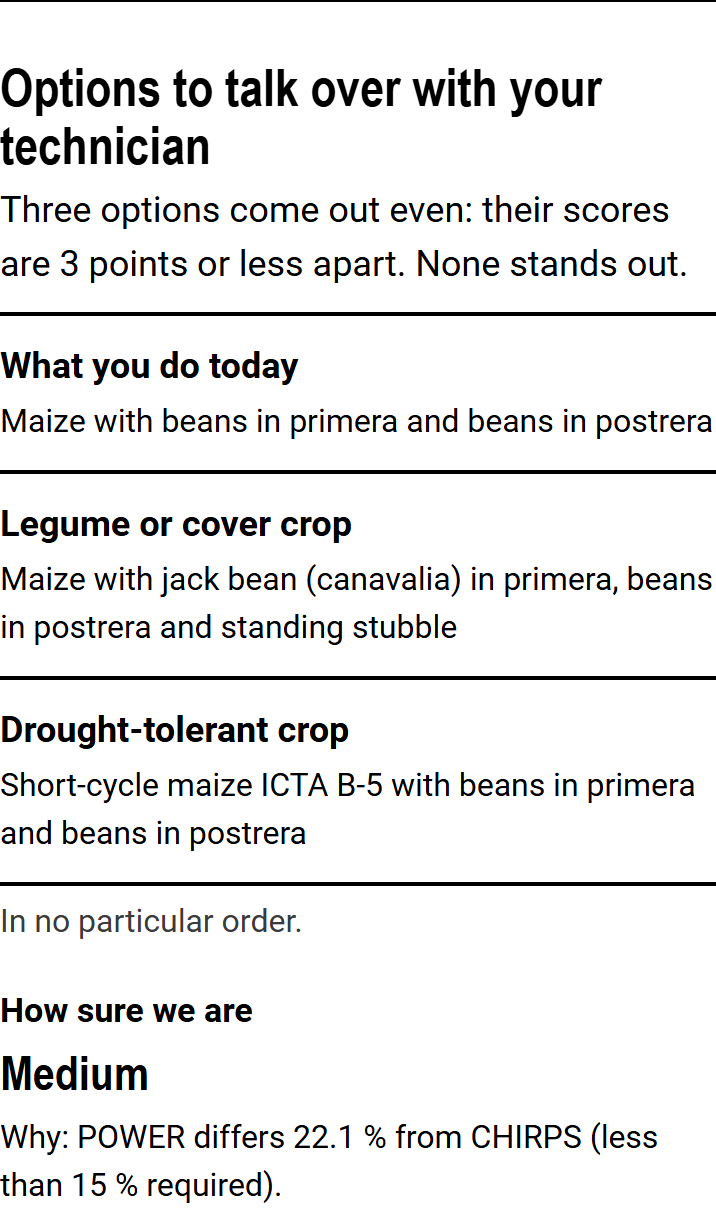 Options to talk over with your
technician
Three options come out even: their scores
are 3 points or less apart. None stands out.
What you do today
Maize with beans in primera and beans in postrera
Legume or cover crop
Maize with jack bean (canavalia) in primera, beans
in postrera and standing stubble
Drought-tolerant crop
Short-cycle maize ICTA B-5 with beans in primera
and beans in postrera
In no particular order.
How sure we are
Medium
Why: POWER differs 22.1 % from CHIRPS (less
than 15 % required).